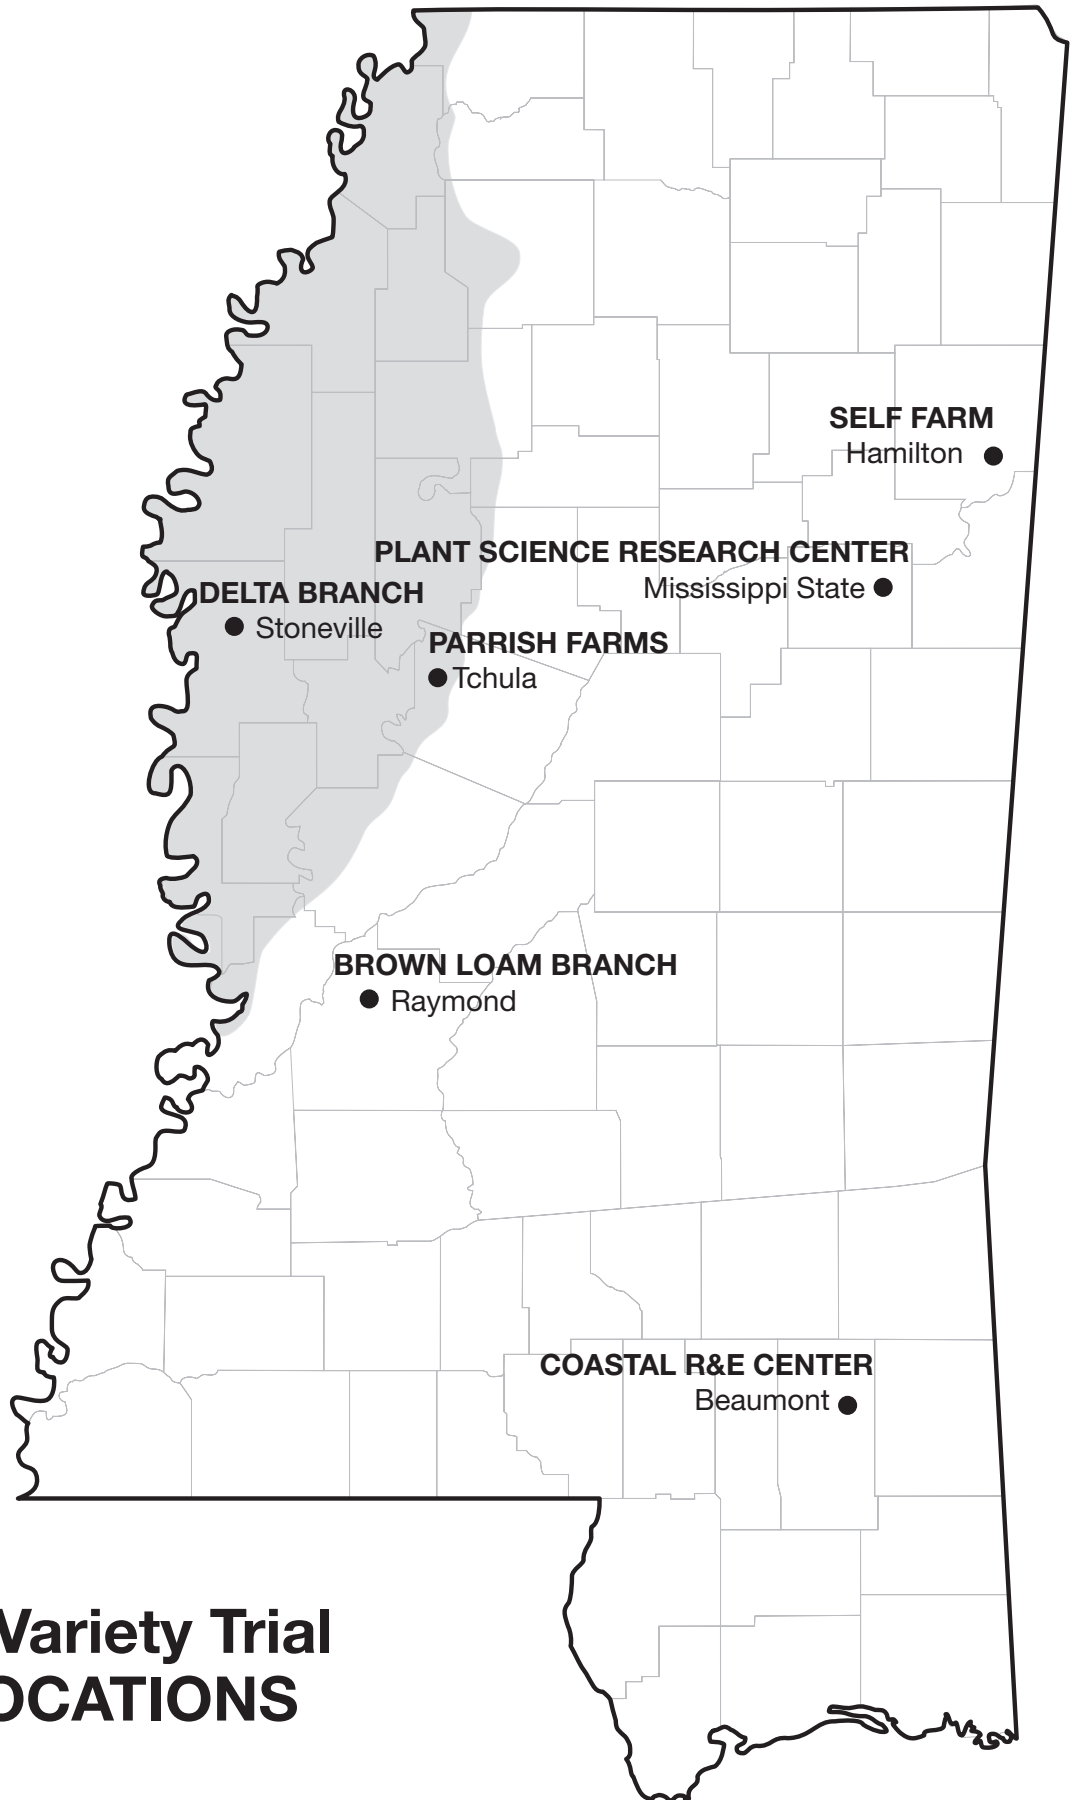 SELF FARM
Hamilton
PLANT SCIENCE RESEARCH CENTER
Mississippi State
DELTA BRANCH
Stoneville
PARRISH FARMS
Tchula
BROWN LOAM BRANCH
Raymond
COASTAL R&E CENTER
Beaumont
Variety Trial
OCATIONS